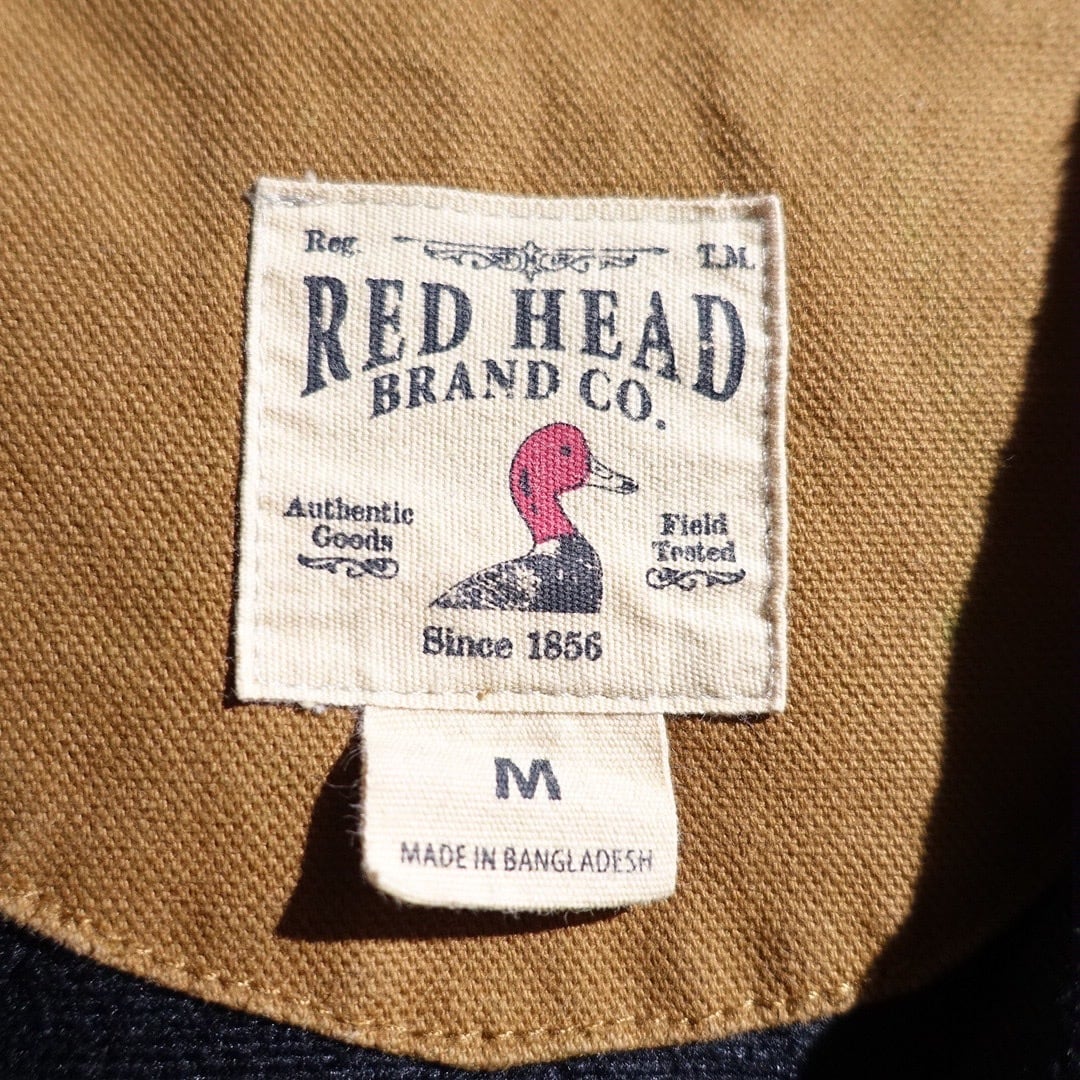 Reg. T.M.
RED HEAD
BRAND CO.
Authentic
Goods
Field
Tested
Since 1856
M
MADE IN BANGLADESH